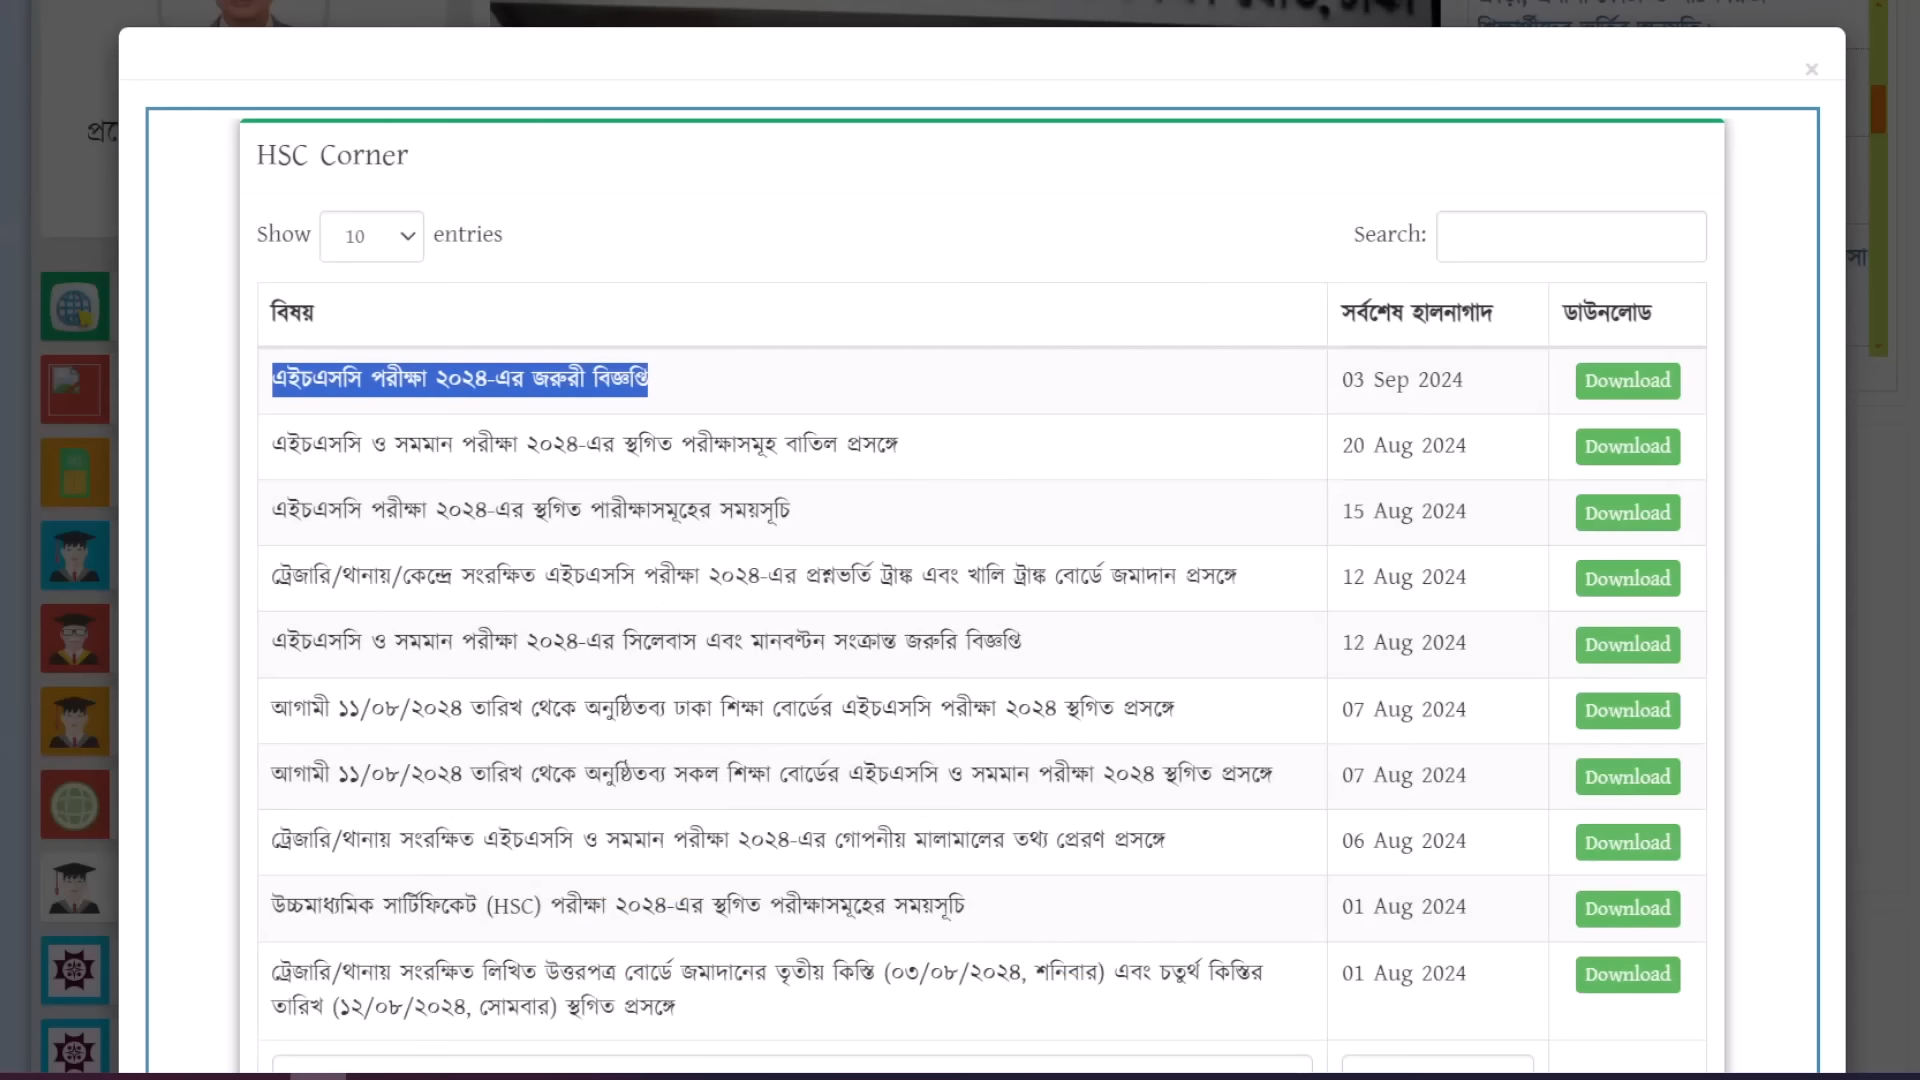 ×
প্রে
সা
HSC Corner
Show 10 entries
Search:
বিষয় সর্বশেষ হালনাগাদ ডাউনলোড
এইচএসসি পরীক্ষা ২০২৪-এর জরুরী বিজ্ঞপ্তি 03 Sep 2024 Download
এইচএসসি ও সমমান পরীক্ষা ২০২৪-এর স্থগিত পরীক্ষাসমূহ বাতিল প্রসঙ্গে 20 Aug 2024 Download
এইচএসসি পরীক্ষা ২০২৪-এর স্থগিত পারীক্ষাসমূহের সময়সূচি 15 Aug 2024 Download
ট্রেজারি/থানায়/কেন্দ্রে সংরক্ষিত এইচএসসি পরীক্ষা ২০২৪-এর প্রশ্নভর্তি ট্রাঙ্ক এবং খালি ট্রাঙ্ক বোর্ডে জমাদান প্রসঙ্গে 12 Aug 2024 Download
এইচএসসি ও সমমান পরীক্ষা ২০২৪-এর সিলেবাস এবং মানবণ্টন সংক্রান্ত জরুরি বিজ্ঞপ্তি 12 Aug 2024 Download
আগামী ১১/০৮/২০২৪ তারিখ থেকে অনুষ্ঠিতব্য ঢাকা শিক্ষা বোর্ডের এইচএসসি পরীক্ষা ২০২৪ স্থগিত প্রসঙ্গে 07 Aug 2024 Download
আগামী ১১/০৮/২০২৪ তারিখ থেকে অনুষ্ঠিতব্য সকল শিক্ষা বোর্ডের এইচএসসি ও সমমান পরীক্ষা ২০২৪ স্থগিত প্রসঙ্গে 07 Aug 2024 Download
ট্রেজারি/থানায় সংরক্ষিত এইচএসসি ও সমমান পরীক্ষা ২০২৪-এর গোপনীয় মালামালের তথ্য প্রেরণ প্রসঙ্গে 06 Aug 2024 Download
উচ্চমাধ্যমিক সার্টিফিকেট (HSC) পরীক্ষা ২০২৪-এর স্থগিত পরীক্ষাসমূহের সময়সূচি 01 Aug 2024 Download
ট্রেজারি/থানায় সংরক্ষিত লিখিত উত্তরপত্র বোর্ডে জমাদানের তৃতীয় কিস্তি (০৩/০৮/২০২৪, শনিবার) এবং চতুর্থ কিস্তির 01 Aug 2024 Download
তারিখ (১২/০৮/২০২৪, সোমবার) স্থগিত প্রসঙ্গে